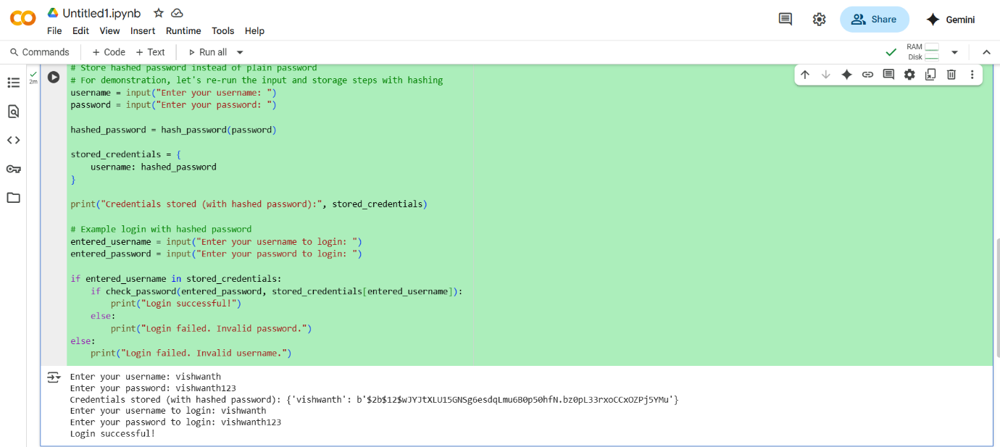 Untitled1.ipynb
File Edit View Insert Runtime Tools Help
Share
Gemini
Commands + Code + Text Run all
RAM
Disk
2m
# Store hashed password instead of plain password
# For demonstration, let's re-run the input and storage steps with hashing
username = input("Enter your username: ")
password = input("Enter your password: ")
hashed_password = hash_password(password)
stored_credentials = {
    username: hashed_password
}
print("Credentials stored (with hashed password):", stored_credentials)
# Example login with hashed password
entered_username = input("Enter your username to login: ")
entered_password = input("Enter your password to login: ")
if entered_username in stored_credentials:
    if check_password(entered_password, stored_credentials[entered_username]):
        print("Login successful!")
    else:
        print("Login failed. Invalid password.")
else:
    print("Login failed. Invalid username.")
Enter your username: vishwanth
Enter your password: vishwanth123
Credentials stored (with hashed password): {'vishwanth': b'$2b$12$wJYJtXLU15GNSg6esdqLmu6B0p50hfN.bz0pL33rxoCCxOZPj5YMu'}
Enter your username to login: vishwanth
Enter your password to login: vishwanth123
Login successful!